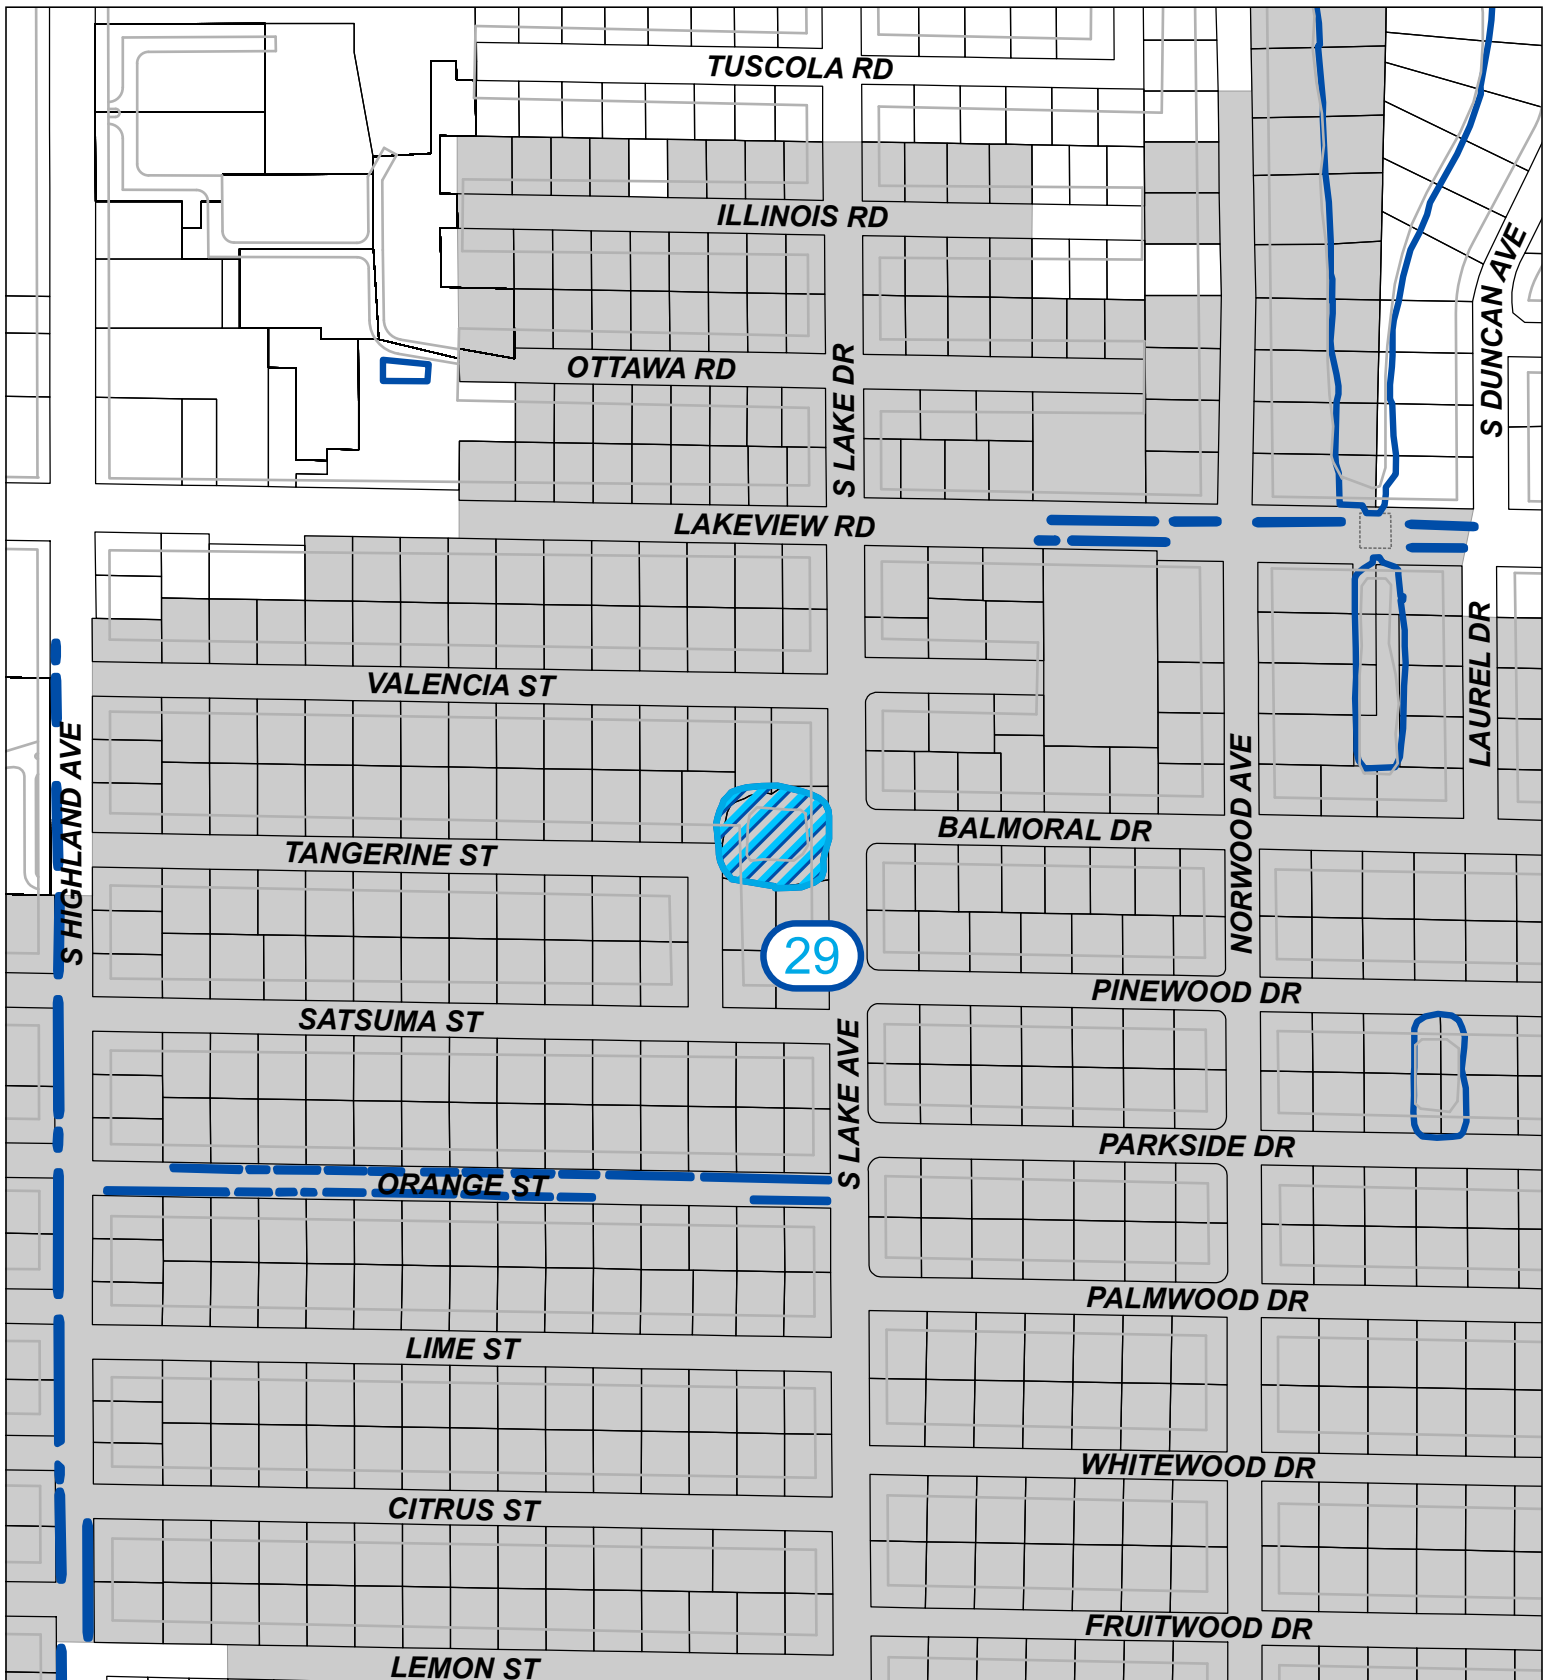 TUSCOLA RD
ILLINOIS RD
S DUNCAN AVE
OTTAWA RD
S LAKE DR
LAKEVIEW RD
LAUREL DR
VALENCIA ST
S HIGHLAND AVE
NORWOOD AVE
BALMORAL DR
TANGERINE ST
29
PINEWOOD DR
SATSUMA ST
S LAKE AVE
PARKSIDE DR
ORANGE ST
PALMWOOD DR
LIME ST
WHITEWOOD DR
CITRUS ST
FRUITWOOD DR
LEMON ST